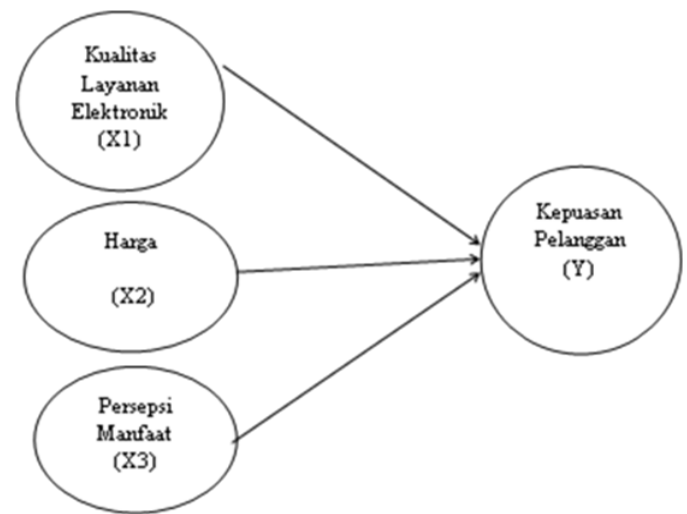 Kualitas
Layanan
Elektronik
(X1)
Harga
(X2)
Persepsi
Manfaat
(X3)
Kepuasan
Pelanggan
(Y)